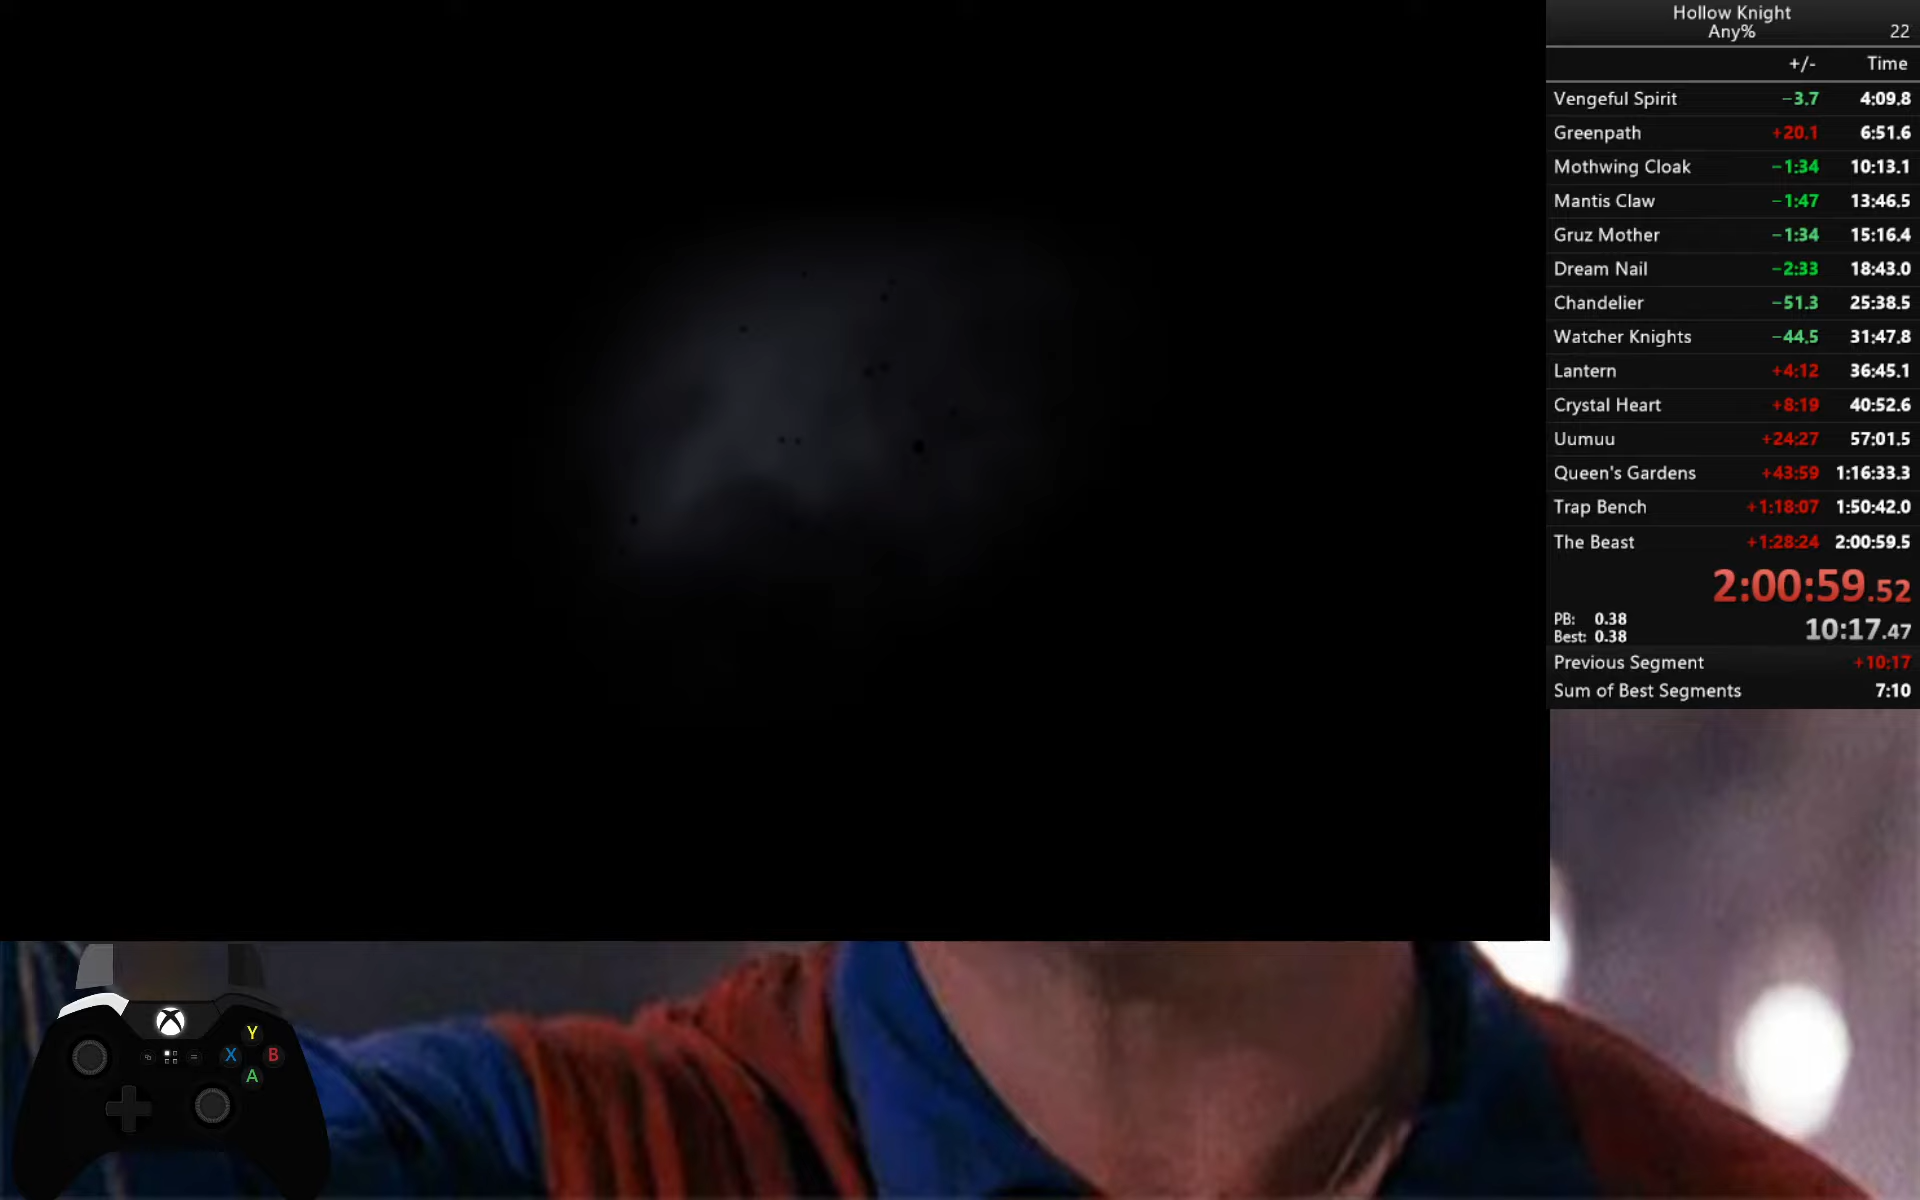 Hollow Knight
Any% 22
+/- Time
Vengeful Spirit −3.7 4:09.8
Greenpath +20.1 6:51.6
Mothwing Cloak −1:34 10:13.1
Mantis Claw −1:47 13:46.5
Gruz Mother −1:34 15:16.4
Dream Nail −2:33 18:43.0
Chandelier −51.3 25:38.5
Watcher Knights −44.5 31:47.8
Lantern +4:12 36:45.1
Crystal Heart +8:19 40:52.6
Uumuu +24:27 57:01.5
Queen's Gardens +43:59 1:16:33.3
Trap Bench +1:18:07 1:50:42.0
The Beast +1:28:24 2:00:59.5
2:00:59.52
PB: 0.38
Best: 0.38
10:17.47
Previous Segment +10:17
Sum of Best Segments 7:10
Y
X B
A